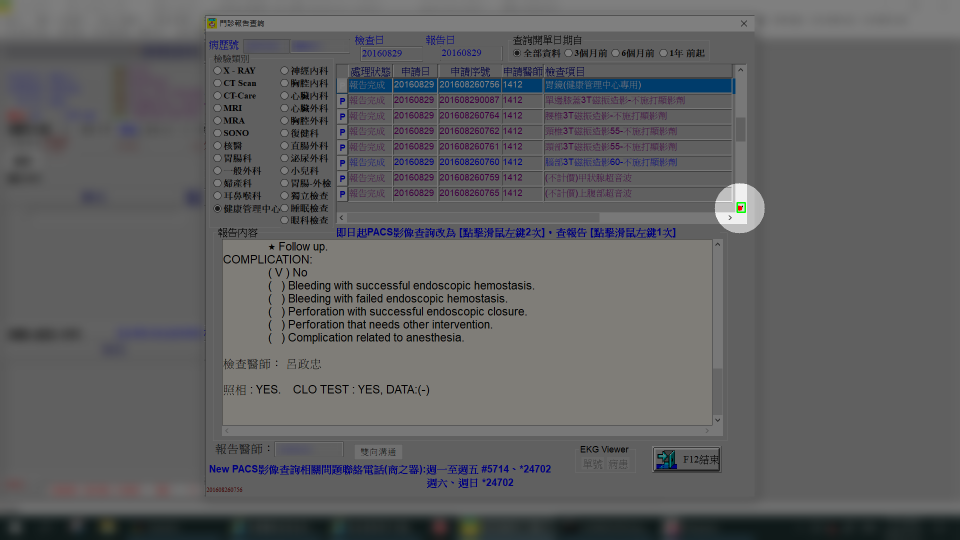 門診報告查詢
病歷號
檢查日 報告日 查詢開單日期自
20160829 20160829 全部資料 3個月前 6個月前 1年 前起
檢驗類別
X - RAY 神經內科
CT Scan 胸腔內科
CT-Care 心臟內科
MRI 心臟外科
MRA 胸腔外科
SONO 復健科
核醫 直腸外科
胃腸科 泌尿外科
一般外科 小兒科
婦產科 胃腸-外檢
耳鼻喉科 獨立檢查
健康管理中心 睡眠檢查
眼科檢查
處理狀態 申請日 申請序號 申請醫師 檢查項目
報告完成 20160829 201608260756 1412 胃鏡(健康管理中心專用)
P 報告完成 20160829 201608290087 1412 單邊膝蓋3T磁振造影-不施打顯影劑
P 報告完成 20160829 201608260764 1412 腰椎3T磁振造影-不施打顯影劑
P 報告完成 20160829 201608260762 1412 頸椎3T磁振造影55-不施打顯影劑
P 報告完成 20160829 201608260761 1412 頸部3T磁振造影55-不施打顯影劑
P 報告完成 20160829 201608260760 1412 腦部3T磁振造影60-不施打顯影劑
P 報告完成 20160829 201608260759 1412 (不計價)甲狀腺超音波
P 報告完成 20160829 201608260765 1412 (不計價)上腹部超音波
報告內容 即日起PACS影像查詢改為 [點擊滑鼠左鍵2次]。查報告 [點擊滑鼠左鍵1次]
★ Follow up.
COMPLICATION:
( V ) No
( ) Bleeding with successful endoscopic hemostasis.
( ) Bleeding with failed endoscopic hemostasis.
( ) Perforation with successful endoscopic closure.
( ) Perforation that needs other intervention.
( ) Complication related to anesthesia.
檢查醫師： 呂政忠
照相 : YES. CLO TEST : YES, DATA:(-)
報告醫師： 雙向溝通 EKG Viewer
單號 病患 F12結束
New PACS影像查詢相關問題聯絡電話(商之器):週一至週五 #5714、*24702
週六、週日 *24702
201608260756